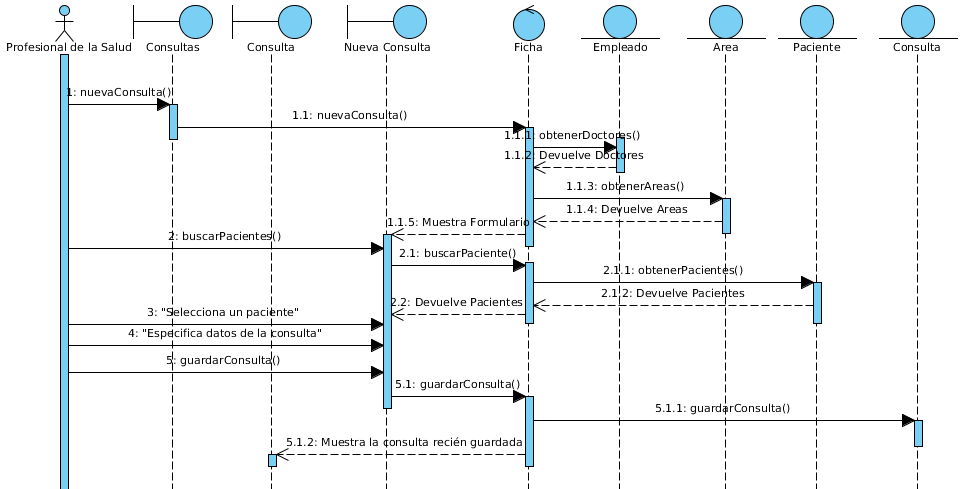 Profesional de la Salud
Consultas
Consulta
Nueva Consulta
Ficha
Empleado
Area
Paciente
Consulta
1: nuevaConsulta()
1.1: nuevaConsulta()
1.1.1: obtenerDoctores()
1.1.2: Devuelve Doctores
1.1.3: obtenerAreas()
1.1.4: Devuelve Areas
1.1.5: Muestra Formulario
2: buscarPacientes()
2.1: buscarPaciente()
2.1.1: obtenerPacientes()
2.1.2: Devuelve Pacientes
2.2: Devuelve Pacientes
3: "Selecciona un paciente"
4: "Especifica datos de la consulta"
5: guardarConsulta()
5.1: guardarConsulta()
5.1.1: guardarConsulta()
5.1.2: Muestra la consulta recién guardada